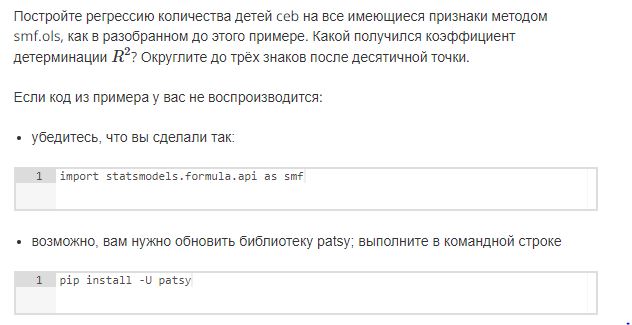 Постройте регрессию количества детей ceb на все имеющиеся признаки методом
smf.ols, как в разобранном до этого примере. Какой получился коэффициент
детерминации R²? Округлите до трёх знаков после десятичной точки.
Если код из примера у вас не воспроизводится:
• убедитесь, что вы сделали так:
1 import statsmodels.formula.api as smf
• возможно, вам нужно обновить библиотеку patsy; выполните в командной строке
1 pip install -U patsy